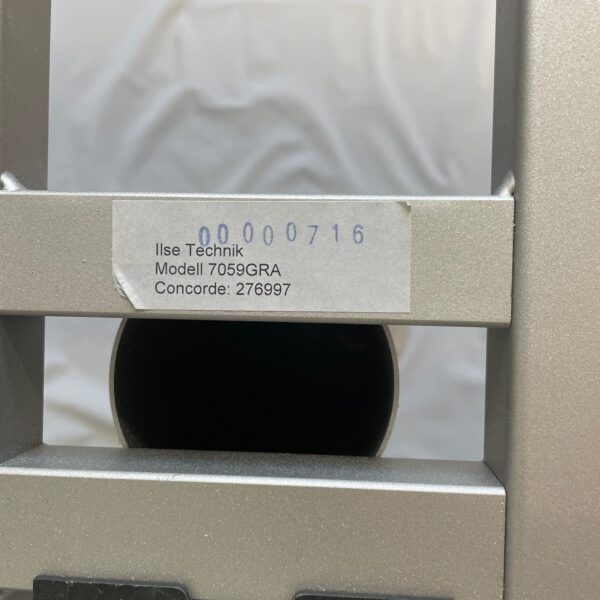 00000716
Ilse Technik
Modell 7059GRA
Concorde: 276997